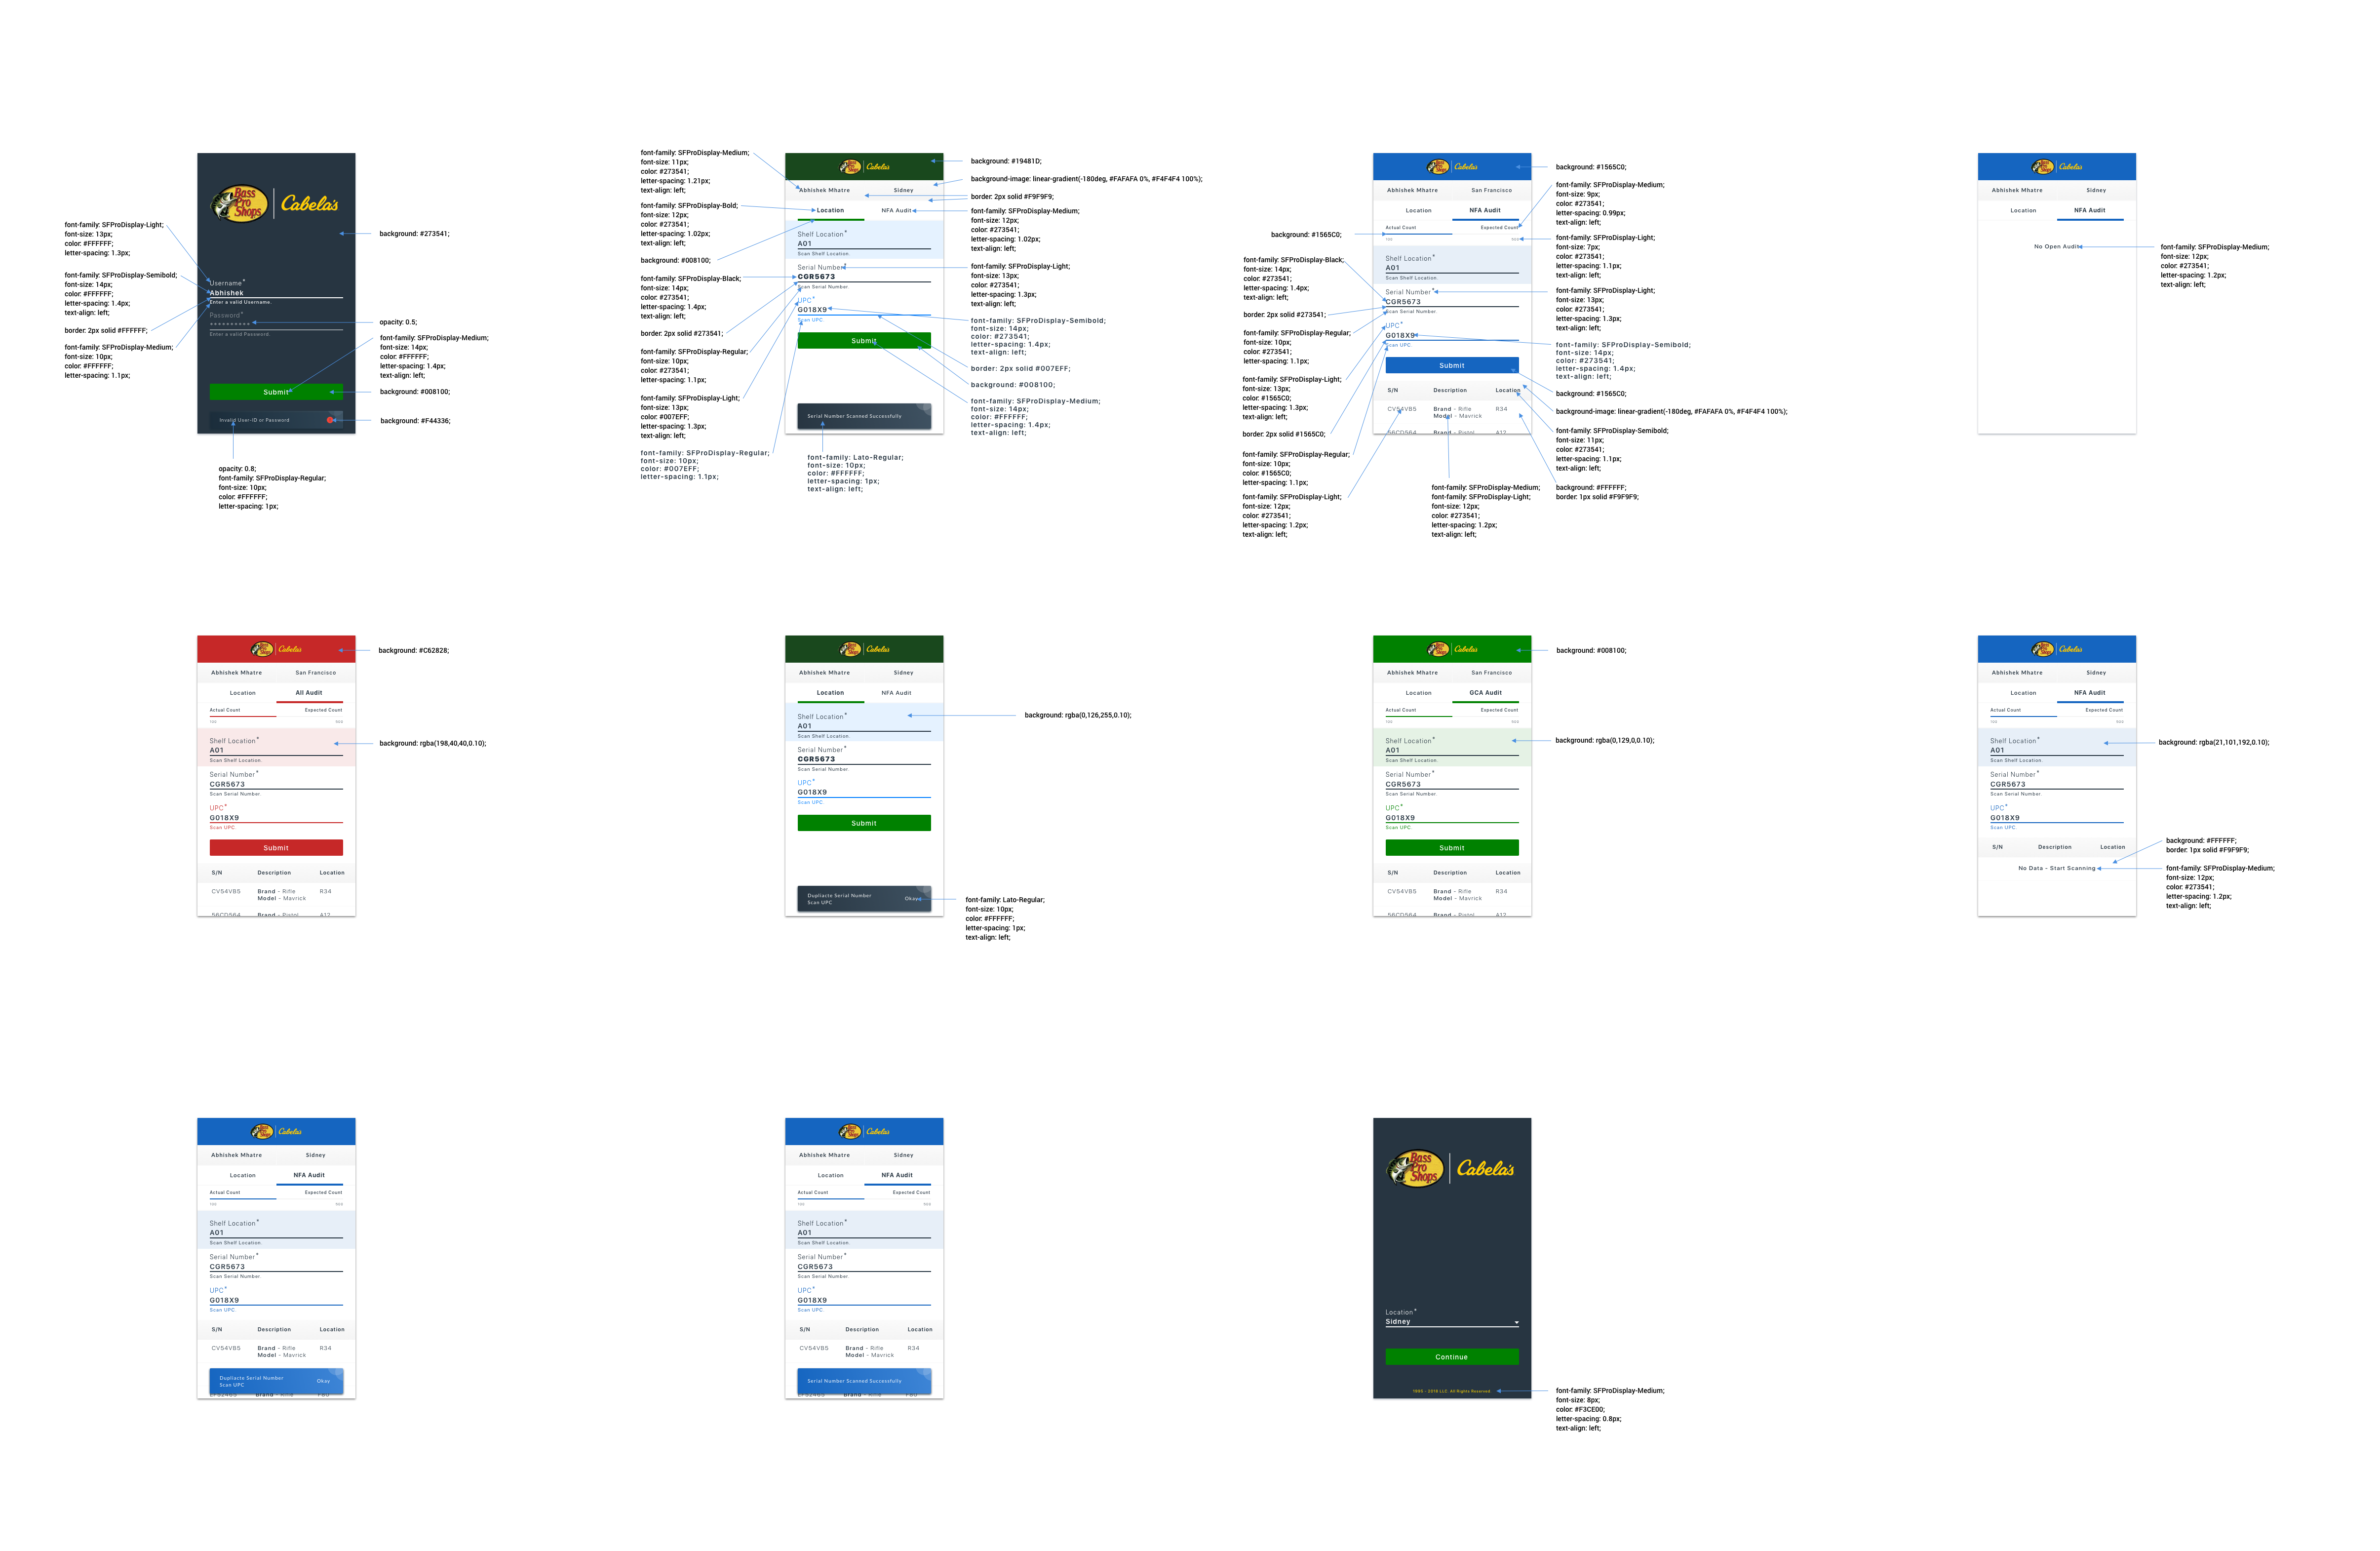 Bass
Pro
Shops
Cabela's
font-family: SFProDisplay-Light;
font-size: 13px;
color: #FFFFFF;
letter-spacing: 1.3px;
font-family: SFProDisplay-Semibold;
font-size: 14px;
color: #FFFFFF;
letter-spacing: 1.4px;
text-align: left;
border: 2px solid #FFFFFF;
font-family: SFProDisplay-Medium;
font-size: 10px;
color: #FFFFFF;
letter-spacing: 1.1px;
Username*
Abhishek
Enter a valid Username.
Password*
**********
Enter a valid Password.
Submit
Invalid User-ID or Password
background: #273541;
opacity: 0.5;
font-family: SFProDisplay-Medium;
font-size: 14px;
color: #FFFFFF;
letter-spacing: 1.4px;
text-align: left;
background: #008100;
background: #F44336;
opacity: 0.8;
font-family: SFProDisplay-Regular;
font-size: 10px;
color: #FFFFFF;
letter-spacing: 1px;
font-family: SFProDisplay-Medium;
font-size: 11px;
color: #273541;
letter-spacing: 1.21px;
text-align: left;
font-family: SFProDisplay-Bold;
font-size: 12px;
color: #273541;
letter-spacing: 1.02px;
text-align: left;
background: #008100;
font-family: SFProDisplay-Black;
font-size: 14px;
color: #273541;
letter-spacing: 1.4px;
text-align: left;
border: 2px solid #273541;
font-family: SFProDisplay-Regular;
font-size: 10px;
color: #273541;
letter-spacing: 1.1px;
font-family: SFProDisplay-Light;
font-size: 13px;
color: #007EFF;
letter-spacing: 1.3px;
text-align: left;
font-family: SFProDisplay-Regular;
font-size: 10px;
color: #007EFF;
letter-spacing: 1.1px;
Cabela's
Abhishek Mhatre Sidney
Location NFA Audit
Shelf Location*
A01
Scan Shelf Location.
Serial Number*
CGR5673
Scan Serial Number.
UPC*
G018X9
Scan UPC.
Submit
Serial Number Scanned Successfully
font-family: Lato-Regular;
font-size: 10px;
color: #FFFFFF;
letter-spacing: 1px;
text-align: left;
background: #19481D;
background-image: linear-gradient(-180deg, #FAFAFA 0%, #F4F4F4 100%);
border: 2px solid #F9F9F9;
font-family: SFProDisplay-Medium;
font-size: 12px;
color: #273541;
letter-spacing: 1.02px;
text-align: left;
font-family: SFProDisplay-Light;
font-size: 13px;
color: #273541;
letter-spacing: 1.3px;
text-align: left;
font-family: SFProDisplay-Semibold;
font-size: 14px;
color: #273541;
letter-spacing: 1.4px;
text-align: left;
border: 2px solid #007EFF;
background: #008100;
font-family: SFProDisplay-Medium;
font-size: 14px;
color: #FFFFFF;
letter-spacing: 1.4px;
text-align: left;
background: #1565C0;
font-family: SFProDisplay-Black;
font-size: 14px;
color: #273541;
letter-spacing: 1.4px;
text-align: left;
border: 2px solid #273541;
font-family: SFProDisplay-Regular;
font-size: 10px;
color: #273541;
letter-spacing: 1.1px;
font-family: SFProDisplay-Light;
font-size: 13px;
color: #1565C0;
letter-spacing: 1.3px;
text-align: left;
border: 2px solid #1565C0;
font-family: SFProDisplay-Regular;
font-size: 10px;
color: #1565C0;
letter-spacing: 1.1px;
font-family: SFProDisplay-Light;
font-size: 12px;
color: #273541;
letter-spacing: 1.2px;
text-align: left;
Cabela's
Abhishek Mhatre San Francisco
Location NFA Audit
Actual Count Expected Count
100 500
Shelf Location*
A01
Scan Shelf Location.
Serial Number*
CGR5673
Scan Serial Number.
UPC*
G018X9
Scan UPC.
Submit
S/N Description Location
CV54VB5 Brand - Rifle R34
Model - Mavrick
56CD564 Brand - Pistol A12
font-family: SFProDisplay-Medium;
font-family: SFProDisplay-Light;
font-size: 12px;
color: #273541;
letter-spacing: 1.2px;
text-align: left;
background: #1565C0;
font-family: SFProDisplay-Medium;
font-size: 9px;
color: #273541;
letter-spacing: 0.99px;
text-align: left;
font-family: SFProDisplay-Light;
font-size: 7px;
color: #273541;
letter-spacing: 1.1px;
text-align: left;
font-family: SFProDisplay-Light;
font-size: 13px;
color: #273541;
letter-spacing: 1.3px;
text-align: left;
font-family: SFProDisplay-Semibold;
font-size: 14px;
color: #273541;
letter-spacing: 1.4px;
text-align: left;
background: #1565C0;
background-image: linear-gradient(-180deg, #FAFAFA 0%, #F4F4F4 100%);
font-family: SFProDisplay-Semibold;
font-size: 11px;
color: #273541;
letter-spacing: 1.1px;
text-align: left;
background: #FFFFFF;
border: 1px solid #F9F9F9;
Cabela's
Abhishek Mhatre Sidney
Location NFA Audit
No Open Audit
font-family: SFProDisplay-Medium;
font-size: 12px;
color: #273541;
letter-spacing: 1.2px;
text-align: left;
Cabela's
Abhishek Mhatre San Francisco
Location All Audit
Actual Count Expected Count
100 500
Shelf Location*
A01
Scan Shelf Location.
Serial Number*
CGR5673
Scan Serial Number.
UPC*
G018X9
Scan UPC.
Submit
S/N Description Location
CV54VB5 Brand - Rifle R34
Model - Mavrick
56CD564 Brand - Pistol A12
background: #C62828;
background: rgba(198,40,40,0.10);
Cabela's
Abhishek Mhatre Sidney
Location NFA Audit
Shelf Location*
A01
Scan Shelf Location.
Serial Number*
CGR5673
Scan Serial Number.
UPC*
G018X9
Scan UPC.
Submit
Dupliacte Serial Number
Scan UPC
Okay
background: rgba(0,126,255,0.10);
font-family: Lato-Regular;
font-size: 10px;
color: #FFFFFF;
letter-spacing: 1px;
text-align: left;
Cabela's
Abhishek Mhatre San Francisco
Location GCA Audit
Actual Count Expected Count
100 500
Shelf Location*
A01
Scan Shelf Location.
Serial Number*
CGR5673
Scan Serial Number.
UPC*
G018X9
Scan UPC.
Submit
S/N Description Location
CV54VB5 Brand - Rifle R34
Model - Mavrick
56CD564 Brand - Pistol A12
background: #008100;
background: rgba(0,129,0,0.10);
Cabela's
Abhishek Mhatre Sidney
Location NFA Audit
Actual Count Expected Count
100 500
Shelf Location*
A01
Scan Shelf Location.
Serial Number*
CGR5673
Scan Serial Number.
UPC*
G018X9
Scan UPC.
S/N Description Location
No Data - Start Scanning
background: rgba(21,101,192,0.10);
background: #FFFFFF;
border: 1px solid #F9F9F9;
font-family: SFProDisplay-Medium;
font-size: 12px;
color: #273541;
letter-spacing: 1.2px;
text-align: left;
Cabela's
Abhishek Mhatre Sidney
Location NFA Audit
Actual Count Expected Count
100 500
Shelf Location*
A01
Scan Shelf Location.
Serial Number*
CGR5673
Scan Serial Number.
UPC*
G018X9
Scan UPC.
S/N Description Location
CV54VB5 Brand - Rifle R34
Model - Mavrick
Dupliacte Serial Number
Scan UPC
Okay
Cabela's
Abhishek Mhatre Sidney
Location NFA Audit
Actual Count Expected Count
100 500
Shelf Location*
A01
Scan Shelf Location.
Serial Number*
CGR5673
Scan Serial Number.
UPC*
G018X9
Scan UPC.
S/N Description Location
CV54VB5 Brand - Rifle R34
Model - Mavrick
Serial Number Scanned Successfully
Bass
Pro
Shops
Cabela's
Location*
Sidney
Continue
LLC. All Rights Reserved.
font-family: SFProDisplay-Medium;
font-size: 8px;
color: #F3CE00;
letter-spacing: 0.8px;
text-align: left;